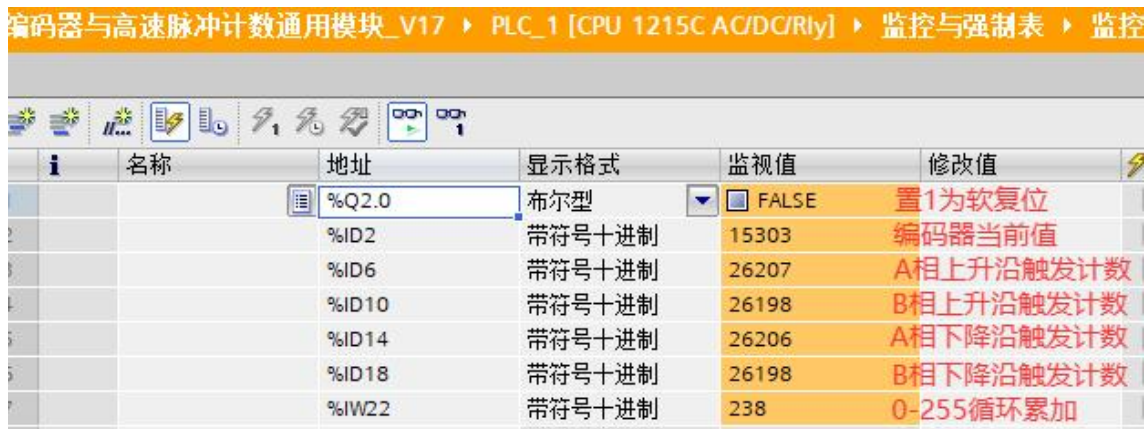 编码器与高速脉冲计数通用模块_V17 ▸ PLC_1 [CPU 1215C AC/DC/Rly] ▸ 监控与强制表 ▸ 监控
i 名称 地址 显示格式 监视值 修改值
%Q2.0 布尔型 FALSE 置1为软复位
%ID2 带符号十进制 15303 编码器当前值
%ID6 带符号十进制 26207 A相上升沿触发计数
%ID10 带符号十进制 26198 B相上升沿触发计数
%ID14 带符号十进制 26206 A相下降沿触发计数
%ID18 带符号十进制 26198 B相下降沿触发计数
%IW22 带符号十进制 238 0-255循环累加